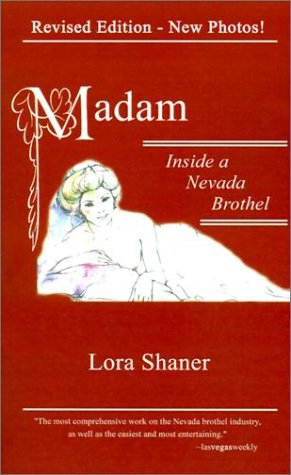 Revised Edition - New Photos!
Madam
Inside a
Nevada
Brothel
Lora Shaner
"The most comprehensive work on the Nevada brothel industry,
as well as the easiest and most entertaining."
~lasvegasweekly